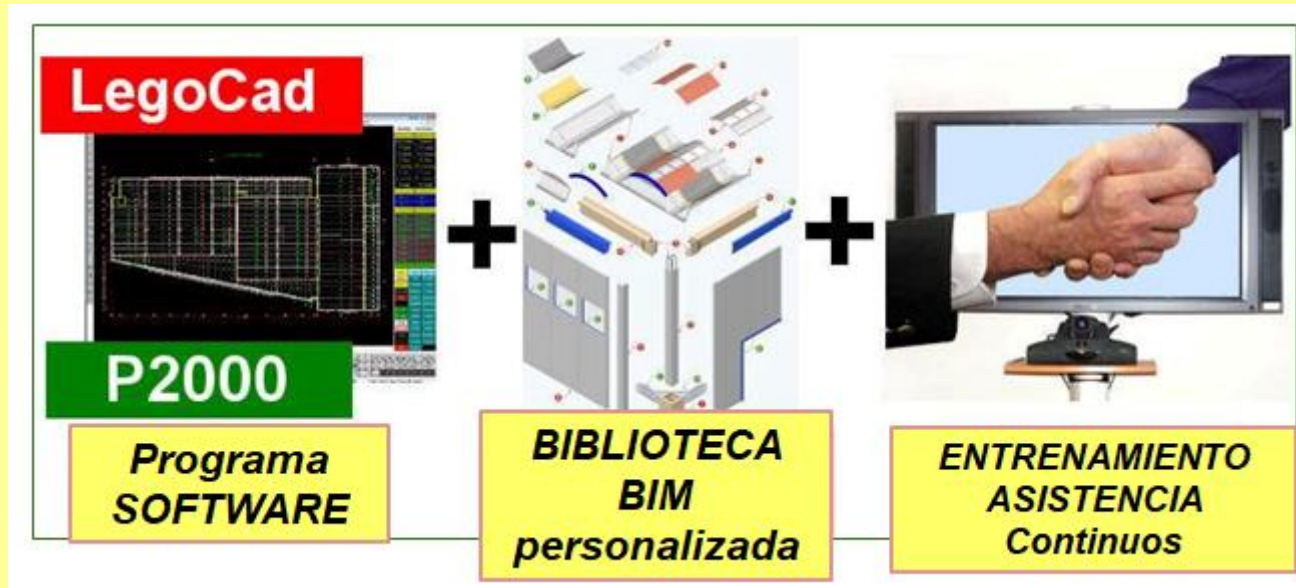 LegoCad
P2000
Programa
SOFTWARE
BIBLIOTECA
BIM
personalizada
ENTRENAMIENTO
ASISTENCIA
Continuos